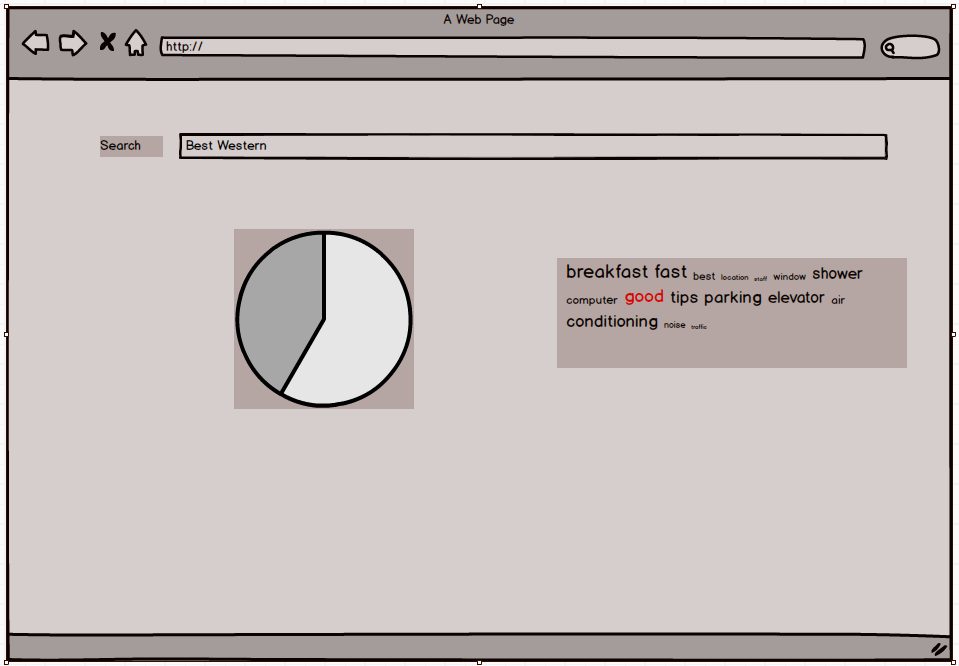 A Web Page
http://
Search
Best Western
breakfast fast best location staff window shower
computer good tips parking elevator air
conditioning noise traffic